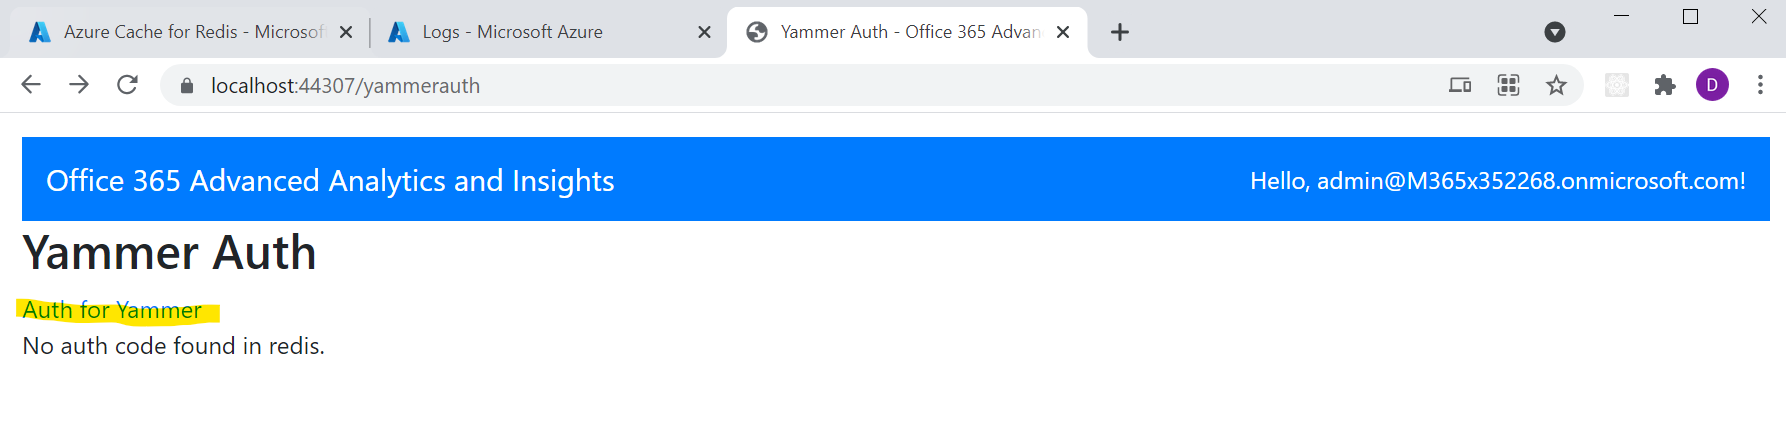 Azure Cache for Redis - Microsof
Logs - Microsoft Azure
Yammer Auth - Office 365 Advan
localhost:44307/yammerauth
D
Office 365 Advanced Analytics and Insights
Hello, admin@M365x352268.onmicrosoft.com!
Yammer Auth
Auth for Yammer
No auth code found in redis.